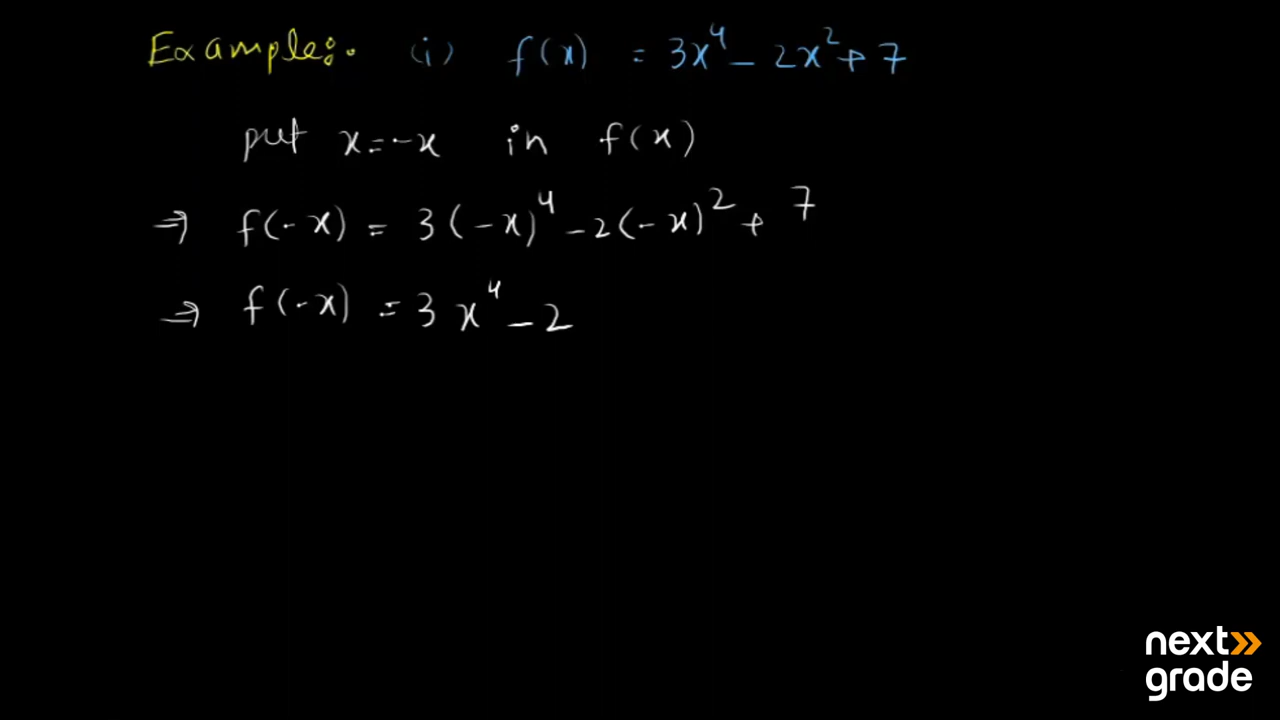 Example:. (i) f(x) = 3x⁴ - 2x² + 7
put x=-x in f(x)
⇒ f(-x) = 3(-x)⁴ - 2(-x)² + 7
⇒ f(-x) = 3x⁴ - 2
next»
grade